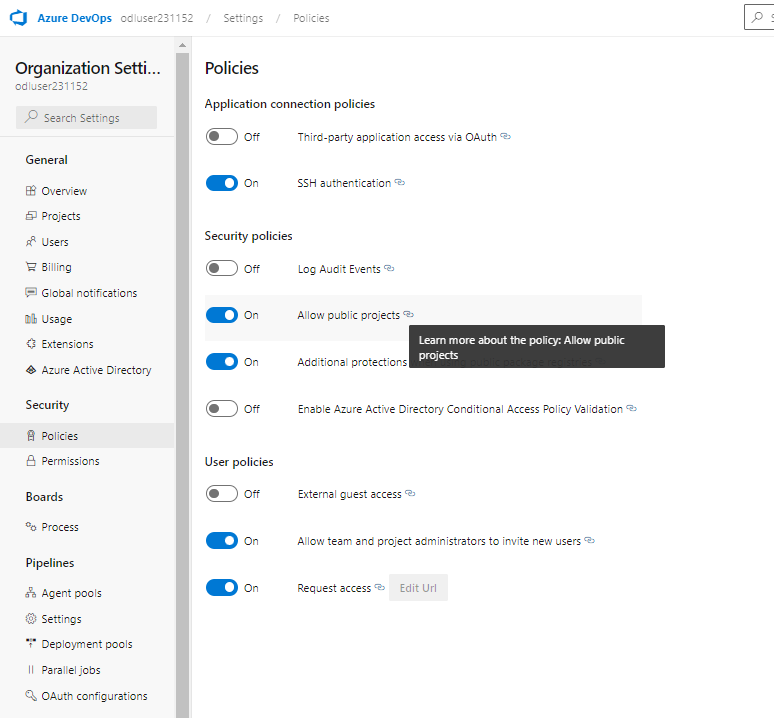 Azure DevOps odluser231152 / Settings / Policies
Organization Setti...
odluser231152
Search Settings
General
Overview
Projects
Users
Billing
Global notifications
Usage
Extensions
Azure Active Directory
Security
Policies
Permissions
Boards
Process
Pipelines
Agent pools
Settings
Deployment pools
Parallel jobs
OAuth configurations
Policies
Application connection policies
Off Third-party application access via OAuth
On SSH authentication
Security policies
Off Log Audit Events
On Allow public projects
Learn more about the policy: Allow public
projects
On Additional protections
Off Enable Azure Active Directory Conditional Access Policy Validation
User policies
Off External guest access
On Allow team and project administrators to invite new users
On Request access Edit Url